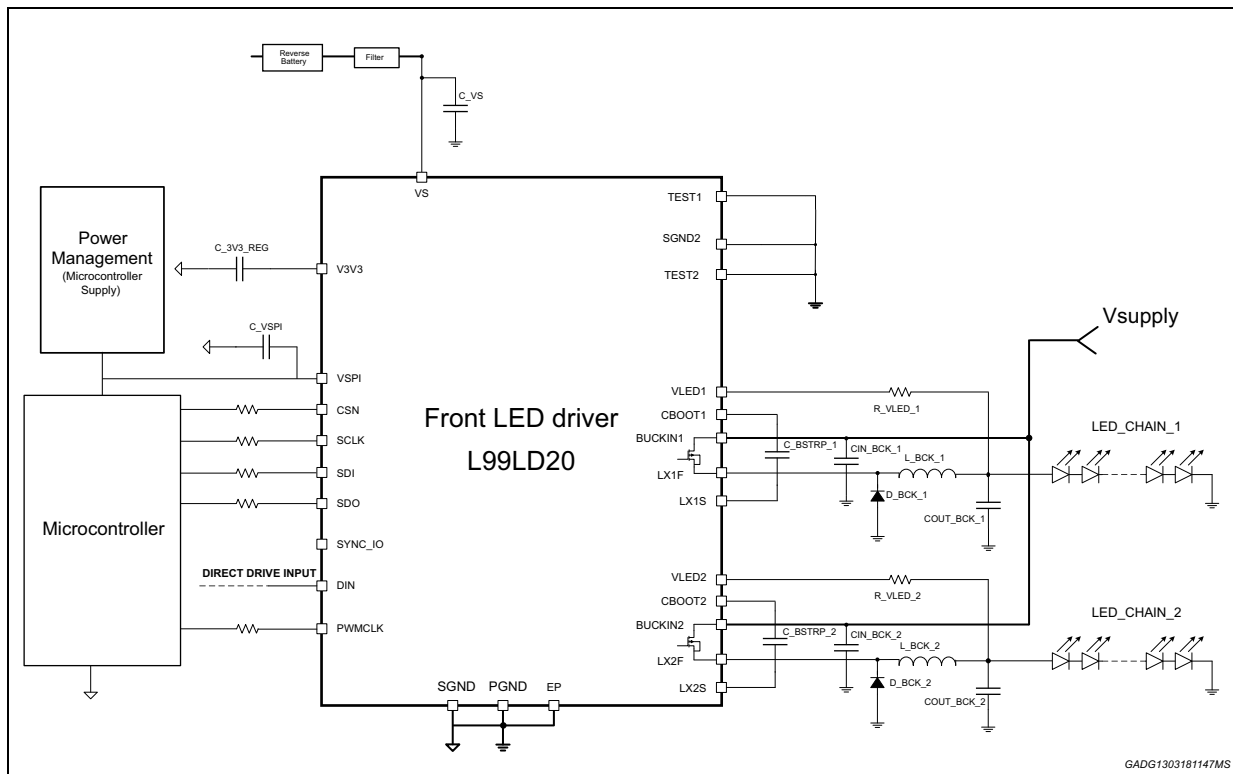 Reverse
Battery
Filter
C_VS
VS
Power
Management
(Microcontroller
Supply)
C_3V3_REG
V3V3
C_VSPI
VSPI
CSN
SCLK
SDI
SDO
SYNC_IO
DIRECT DRIVE INPUT
DIN
PWMCLK
Microcontroller
Front LED driver
L99LD20
SGND
PGND
EP
TEST1
SGND2
TEST2
Vsupply
VLED1
R_VLED_1
CBOOT1
BUCKIN1
C_BSTRP_1
CIN_BCK_1
L_BCK_1
LED_CHAIN_1
LX1F
D_BCK_1
LX1S
COUT_BCK_1
VLED2
R_VLED_2
CBOOT2
BUCKIN2
C_BSTRP_2
CIN_BCK_2
L_BCK_2
LED_CHAIN_2
LX2F
D_BCK_2
LX2S
COUT_BCK_2
GADG1303181147MS